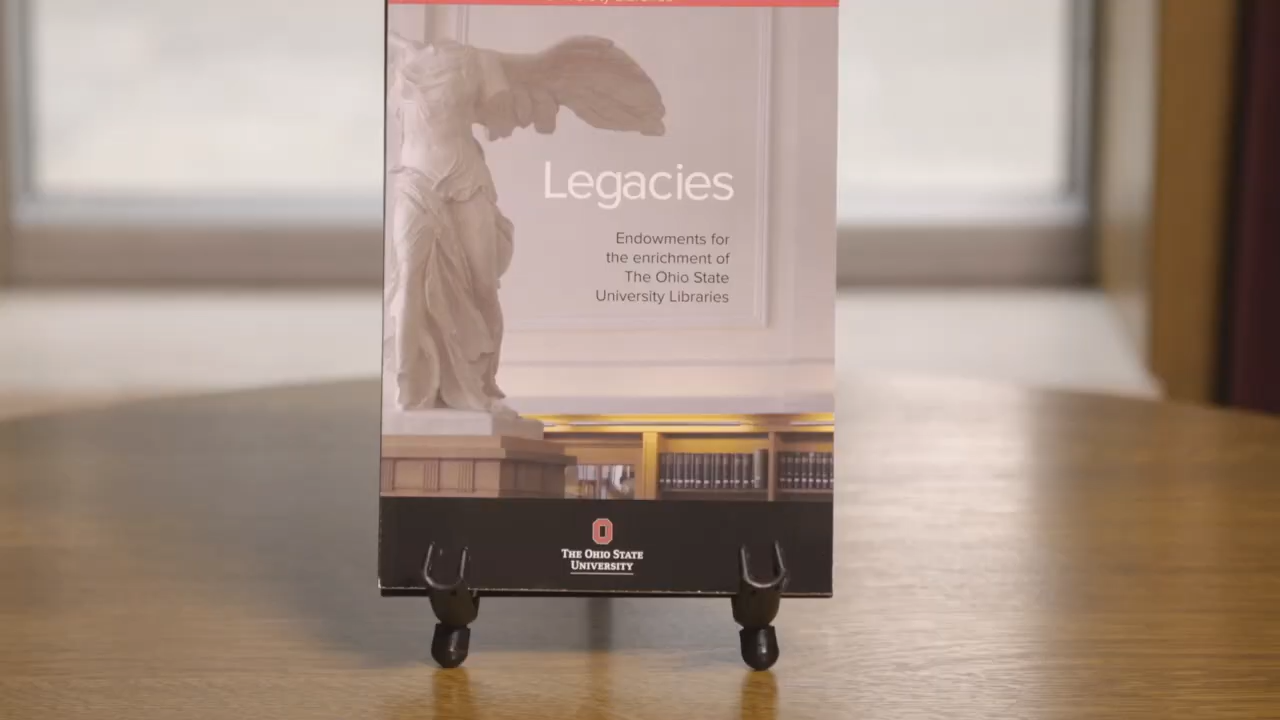 Legacies
Endowments for
the enrichment of
The Ohio State
University Libraries
THE OHIO STATE
UNIVERSITY